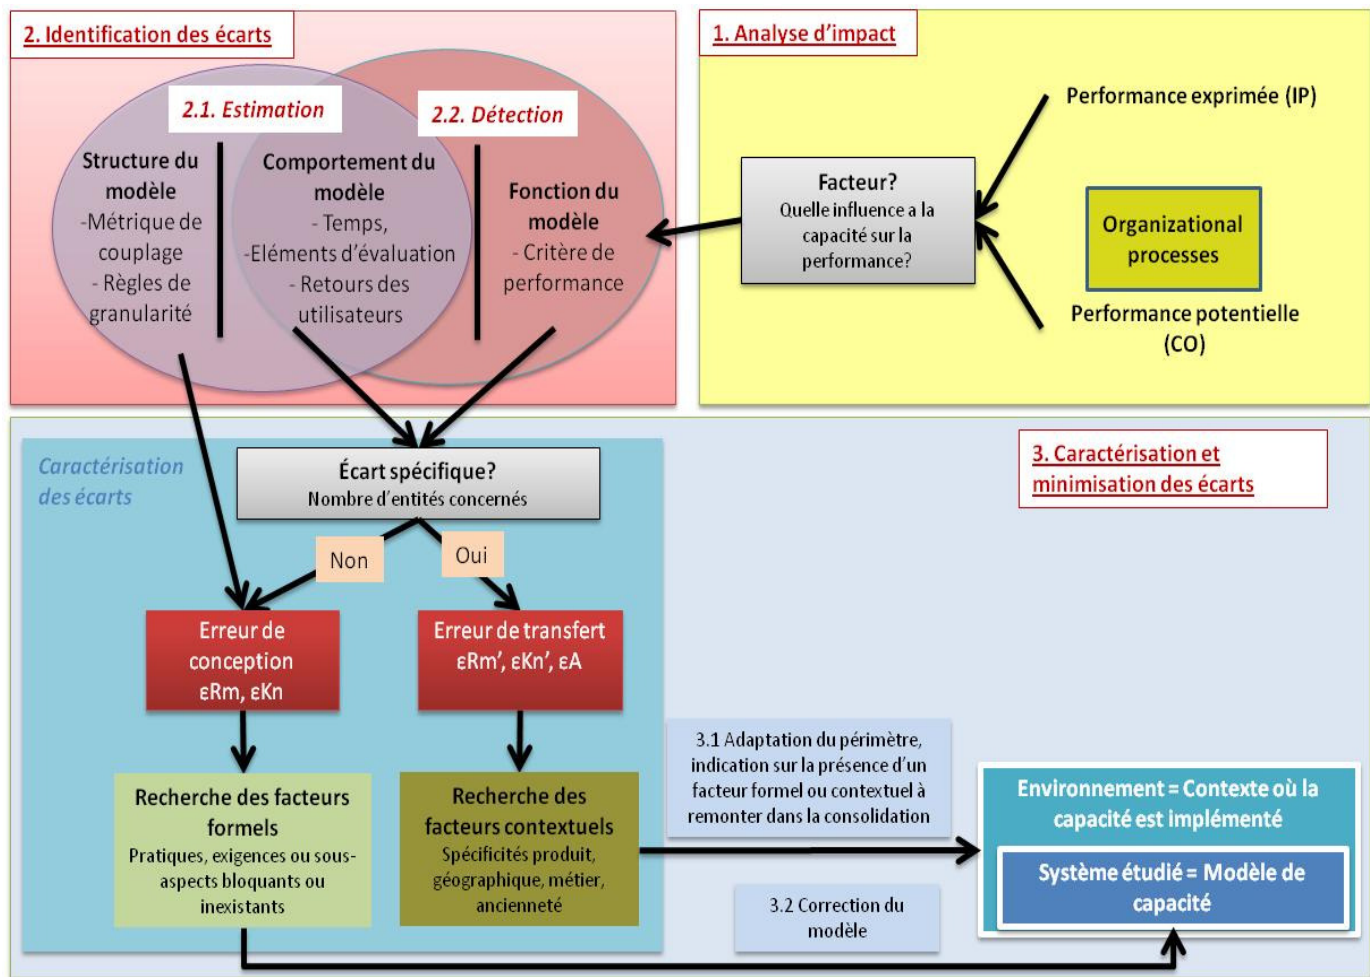 2. Identification des écarts
2.1. Estimation
2.2. Détection
Structure du
modèle
-Métrique de
couplage
- Règles de
granularité
Comportement du
modèle
- Temps,
-Eléments d'évaluation
- Retours des
utilisateurs
Fonction du
modèle
- Critère de
performance
1. Analyse d'impact
Performance exprimée (IP)
Facteur?
Quelle influence a la
capacité sur la
performance?
Organizational
processes
Performance potentielle
(CO)
Caractérisation
des écarts
Écart spécifique?
Nombre d'entités concernés
3. Caractérisation et
minimisation des écarts
Non
Oui
Erreur de
conception
εRm, εKn
Erreur de transfert
εRm', εKn', εA
Recherche des facteurs
formels
Pratiques, exigences ou sous-
aspects bloquants ou
inexistants
Recherche des
facteurs contextuels
Spécificités produit,
géographique, métier,
ancienneté
3.1 Adaptation du périmètre,
indication sur la présence d'un
facteur formel ou contextuel à
remonter dans la consolidation
3.2 Correction du
modèle
Environnement = Contexte où la
capacité est implémenté
Système étudié = Modèle de
capacité